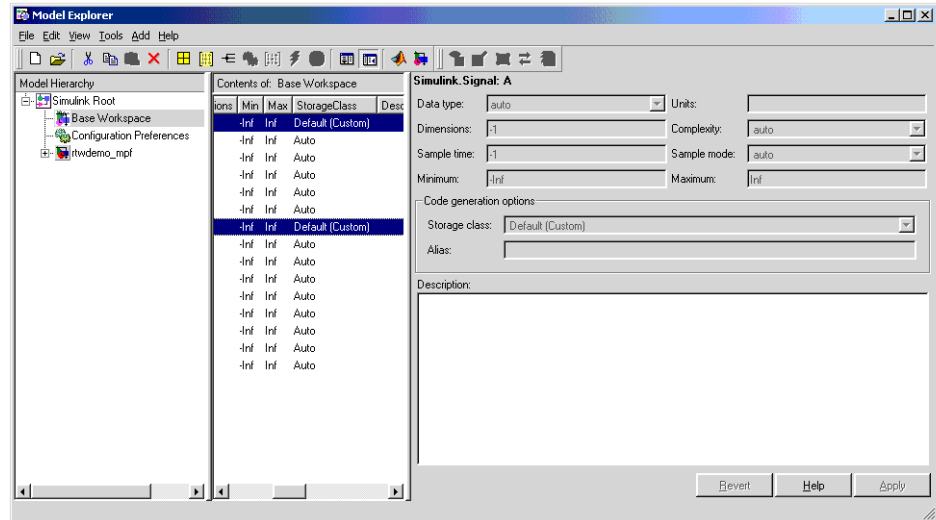 Model Explorer
File Edit View Tools Add Help
Model Hierarchy
Simulink Root
Base Workspace
Configuration Preferences
rtwdemo_mpf
Contents of: Base Workspace
ions Min Max StorageClass Desc
-Inf Inf Default (Custom)
-Inf Inf Auto
-Inf Inf Auto
-Inf Inf Auto
-Inf Inf Auto
-Inf Inf Auto
-Inf Inf Default (Custom)
-Inf Inf Auto
-Inf Inf Auto
-Inf Inf Auto
-Inf Inf Auto
-Inf Inf Auto
-Inf Inf Auto
-Inf Inf Auto
-Inf Inf Auto
Simulink.Signal: A
Data type: auto Units:
Dimensions: -1 Complexity: auto
Sample time: -1 Sample mode: auto
Minimum: -Inf Maximum: Inf
Code generation options
Storage class: Default (Custom)
Alias:
Description:
Revert Help Apply